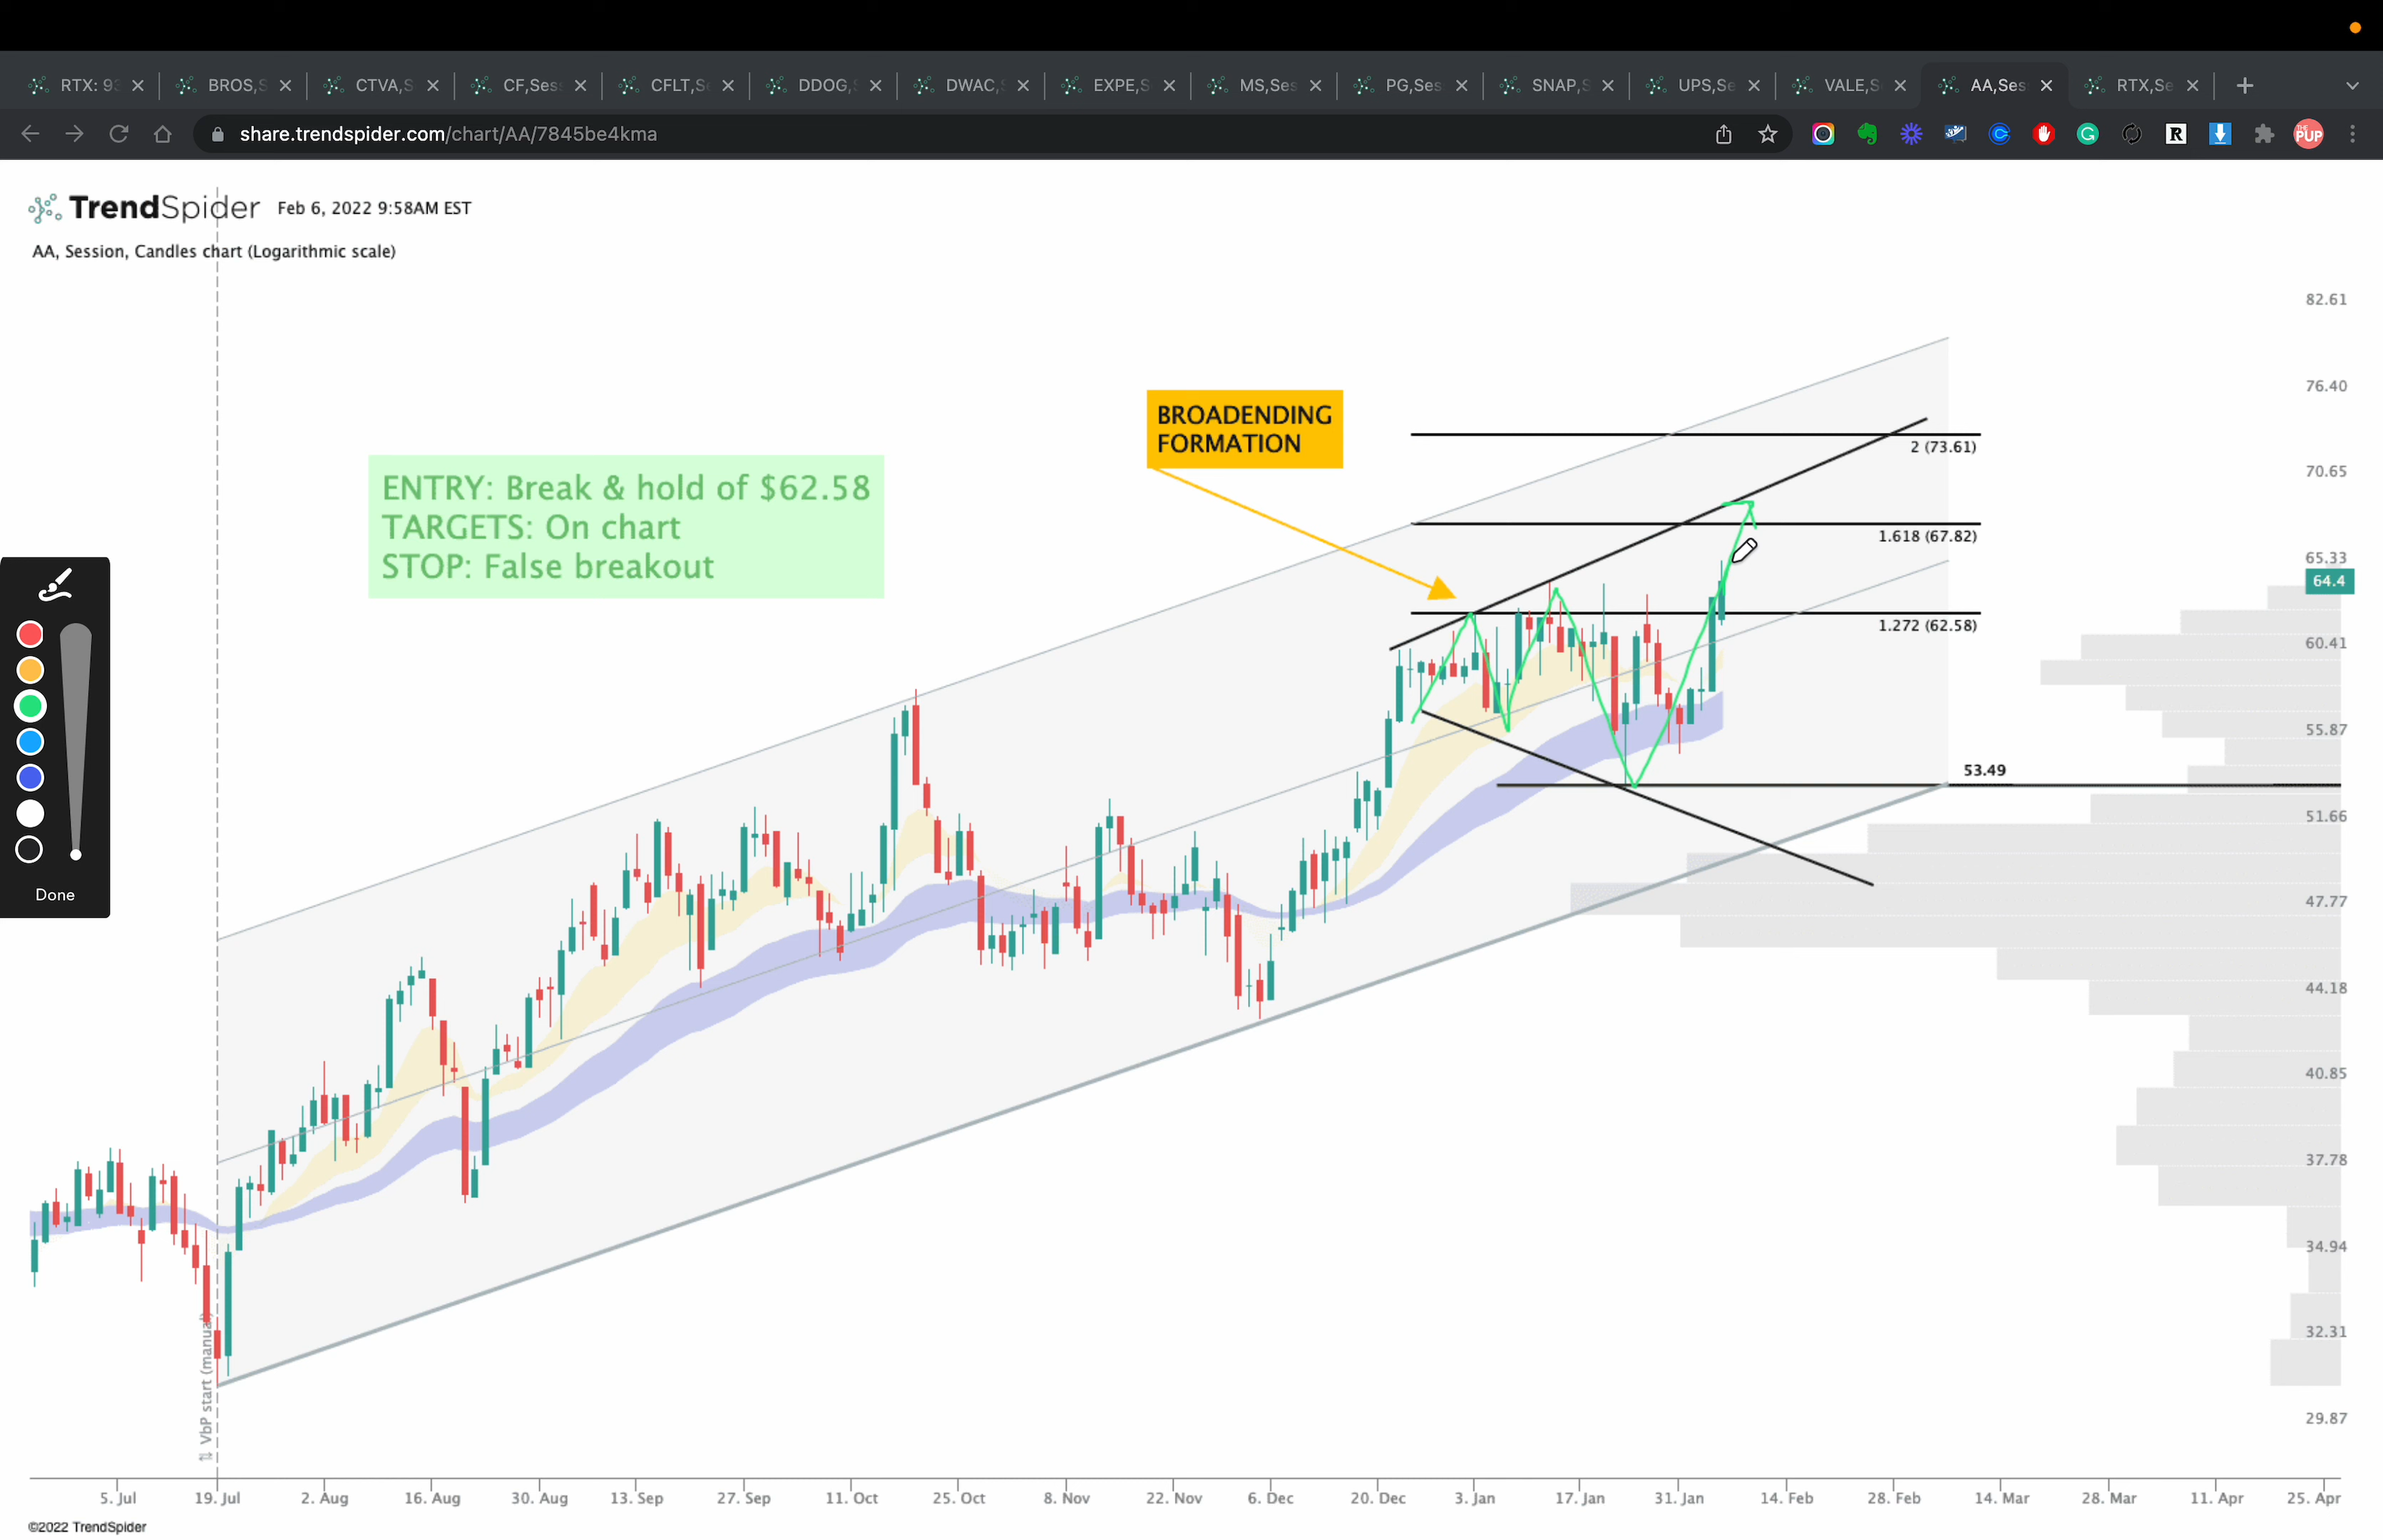 RTX: 93
BROS,S
CTVA,S
CF,Ses
CFLT,Se
DDOG,S
DWAC,S
EXPE,S
MS,Ses
PG,Ses
SNAP,S
UPS,Se
VALE,S
AA,Ses
RTX,Se
share.trendspider.com/chart/AA/7845be4kma
THE PUP
TrendSpider Feb 6, 2022 9:58AM EST
AA, Session, Candles chart (Logarithmic scale)
82.61
76.40
BROADENDING
FORMATION
2 (73.61)
70.65
ENTRY: Break & hold of $62.58
TARGETS: On chart
STOP: False breakout
1.618 (67.82)
65.33
64.4
1.272 (62.58)
60.41
55.87
53.49
51.66
47.77
44.18
40.85
37.78
34.94
32.31
29.87
Done
VbP start (manual)
5. Jul
19. Jul
2. Aug
16. Aug
30. Aug
13. Sep
27. Sep
11. Oct
25. Oct
8. Nov
22. Nov
6. Dec
20. Dec
3. Jan
17. Jan
31. Jan
14. Feb
28. Feb
14. Mar
28. Mar
11. Apr
25. Apr
©2022 TrendSpider